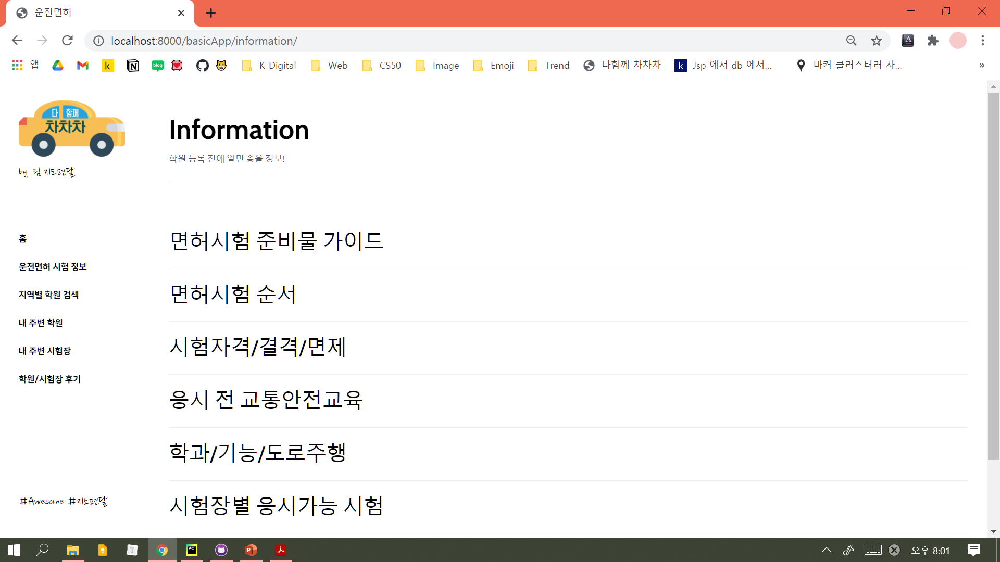 운전면허
localhost:8000/basicApp/information/
앱
K-Digital
Web
CS50
Image
Emoji
Trend
다함께 차차차
Jsp 에서 db 에서...
마커 클러스터러 사...
»
다 함께
차차차
by. 팀 지도편달
Information
학원 등록 전에 알면 좋을 정보!
홈
운전면허 시험 정보
지역별 학원 검색
내 주변 학원
내 주변 시험장
학원/시험장 후기
#Awesome #지도편달
면허시험 준비물 가이드
면허시험 순서
시험자격/결격/면제
응시 전 교통안전교육
학과/기능/도로주행
시험장별 응시가능 시험
오후 8:01